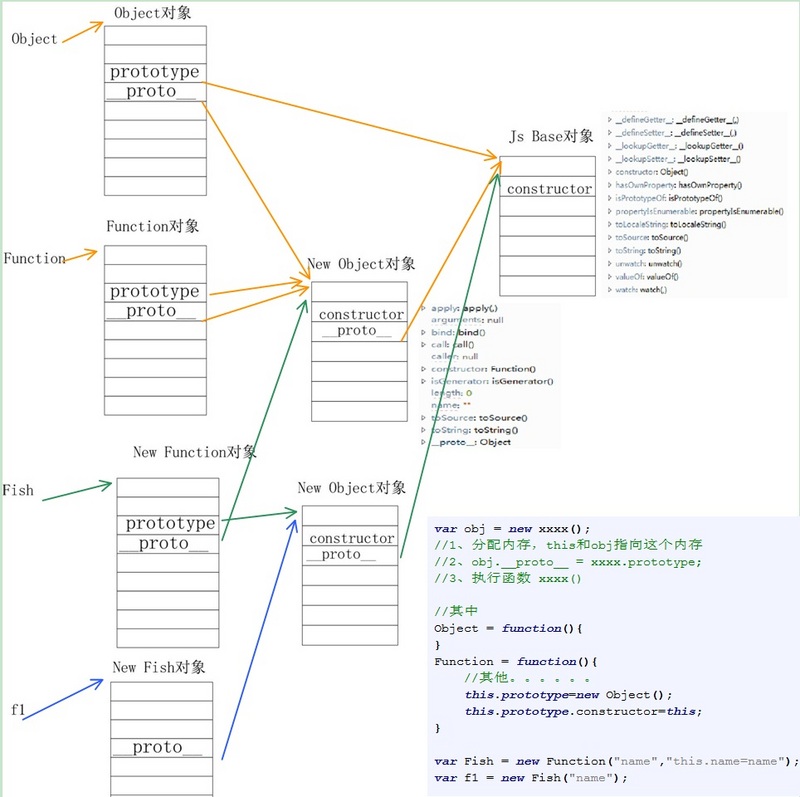 Object对象
Object
prototype
__proto__
Js Base对象
constructor
__defineGetter__: __defineGetter__(,)
__defineSetter__: __defineSetter__(,)
__lookupGetter__: __lookupGetter__()
__lookupSetter__: __lookupSetter__()
constructor: Object()
hasOwnProperty: hasOwnProperty()
isPrototypeOf: isPrototypeOf()
propertyIsEnumerable: propertyIsEnumerable()
toLocaleString: toLocaleString()
toSource: toSource()
toString: toString()
unwatch: unwatch()
valueOf: valueOf()
watch: watch(,)
Function对象
Function
prototype
__proto__
New Object对象
constructor
__proto__
apply: apply(,)
arguments: null
bind: bind()
call: call()
caller: null
constructor: Function()
isGenerator: isGenerator()
length: 0
name: ""
toSource: toSource()
toString: toString()
__proto__: Object
New Function对象
Fish
prototype
__proto__
New Object对象
constructor
__proto__
New Fish对象
f1
__proto__
var obj = new xxxx();
//1、分配内存，this和obj指向这个内存
//2、obj.__proto__ = xxxx.prototype;
//3、执行函数 xxxx()
//其中
Object = function(){
}
Function = function(){
//其他。。。。。。
this.prototype=new Object();
this.prototype.constructor=this;
}
var Fish = new Function("name","this.name=name");
var f1 = new Fish("name");